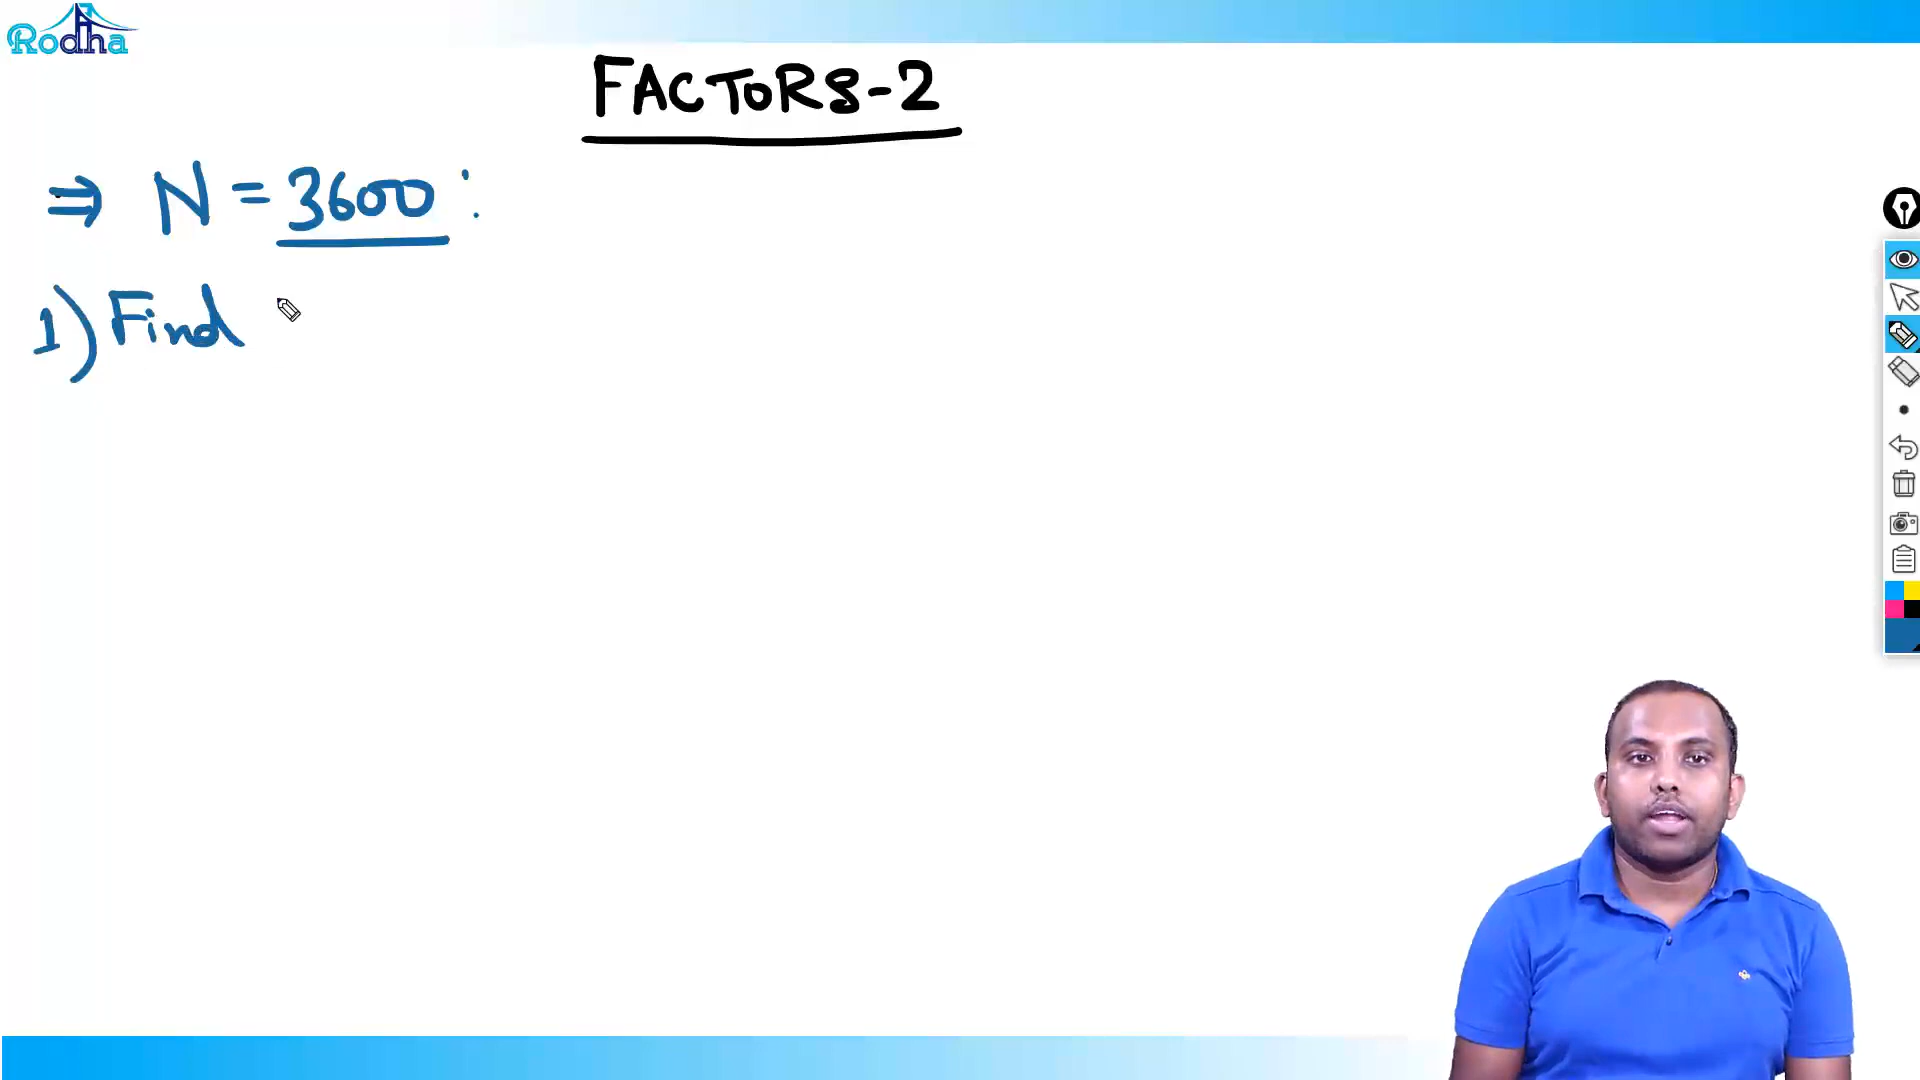 Rodha
FACTORS-2
⇒ N = 3600 :
1) Find